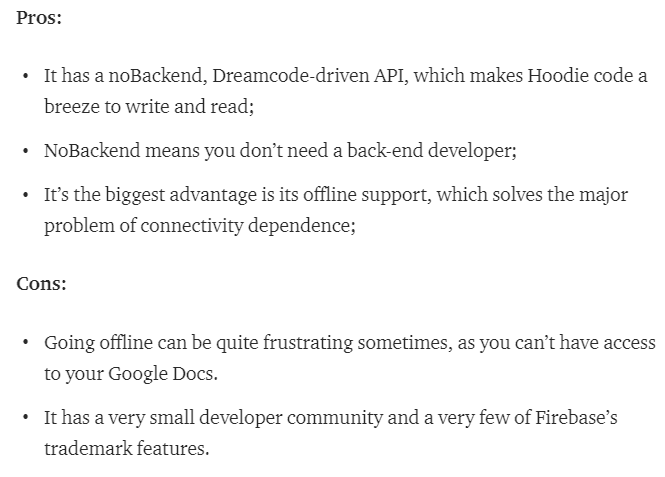 Pros:
• It has a noBackend, Dreamcode-driven API, which makes Hoodie code a
breeze to write and read;
• NoBackend means you don’t need a back-end developer;
• It’s the biggest advantage is its offline support, which solves the major
problem of connectivity dependence;
Cons:
• Going offline can be quite frustrating sometimes, as you can’t have access
to your Google Docs.
• It has a very small developer community and a very few of Firebase’s
trademark features.